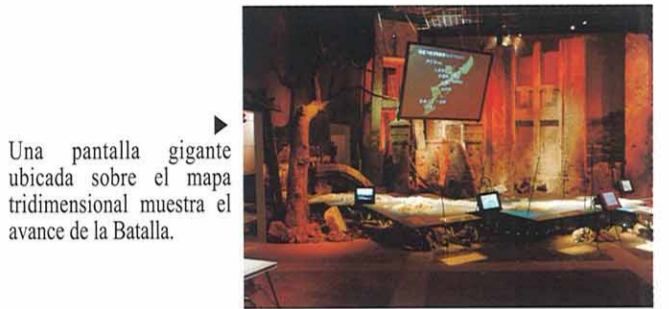 Una pantalla gigante
ubicada sobre el mapa
tridimensional muestra el
avance de la Batalla.